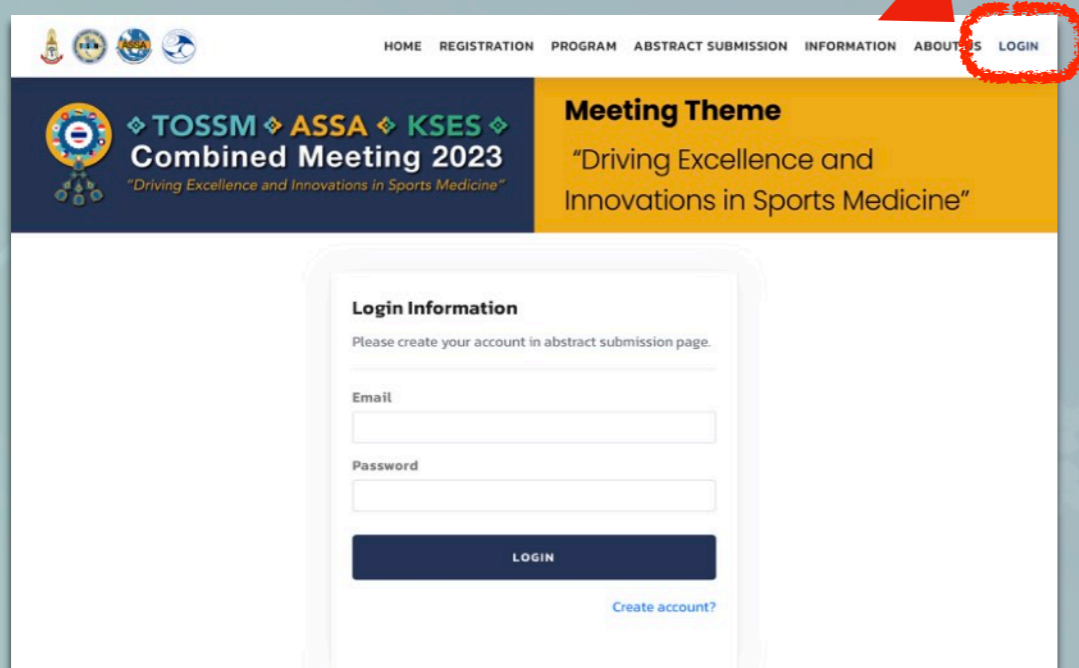 HOME REGISTRATION PROGRAM ABSTRACT SUBMISSION INFORMATION ABOUT US LOGIN
TOSSM ASSA KSES
Combined Meeting 2023
"Driving Excellence and Innovations in Sports Medicine"
Meeting Theme
“Driving Excellence and
Innovations in Sports Medicine”
Login Information
Please create your account in abstract submission page.
Email
Password
LOGIN
Create account?